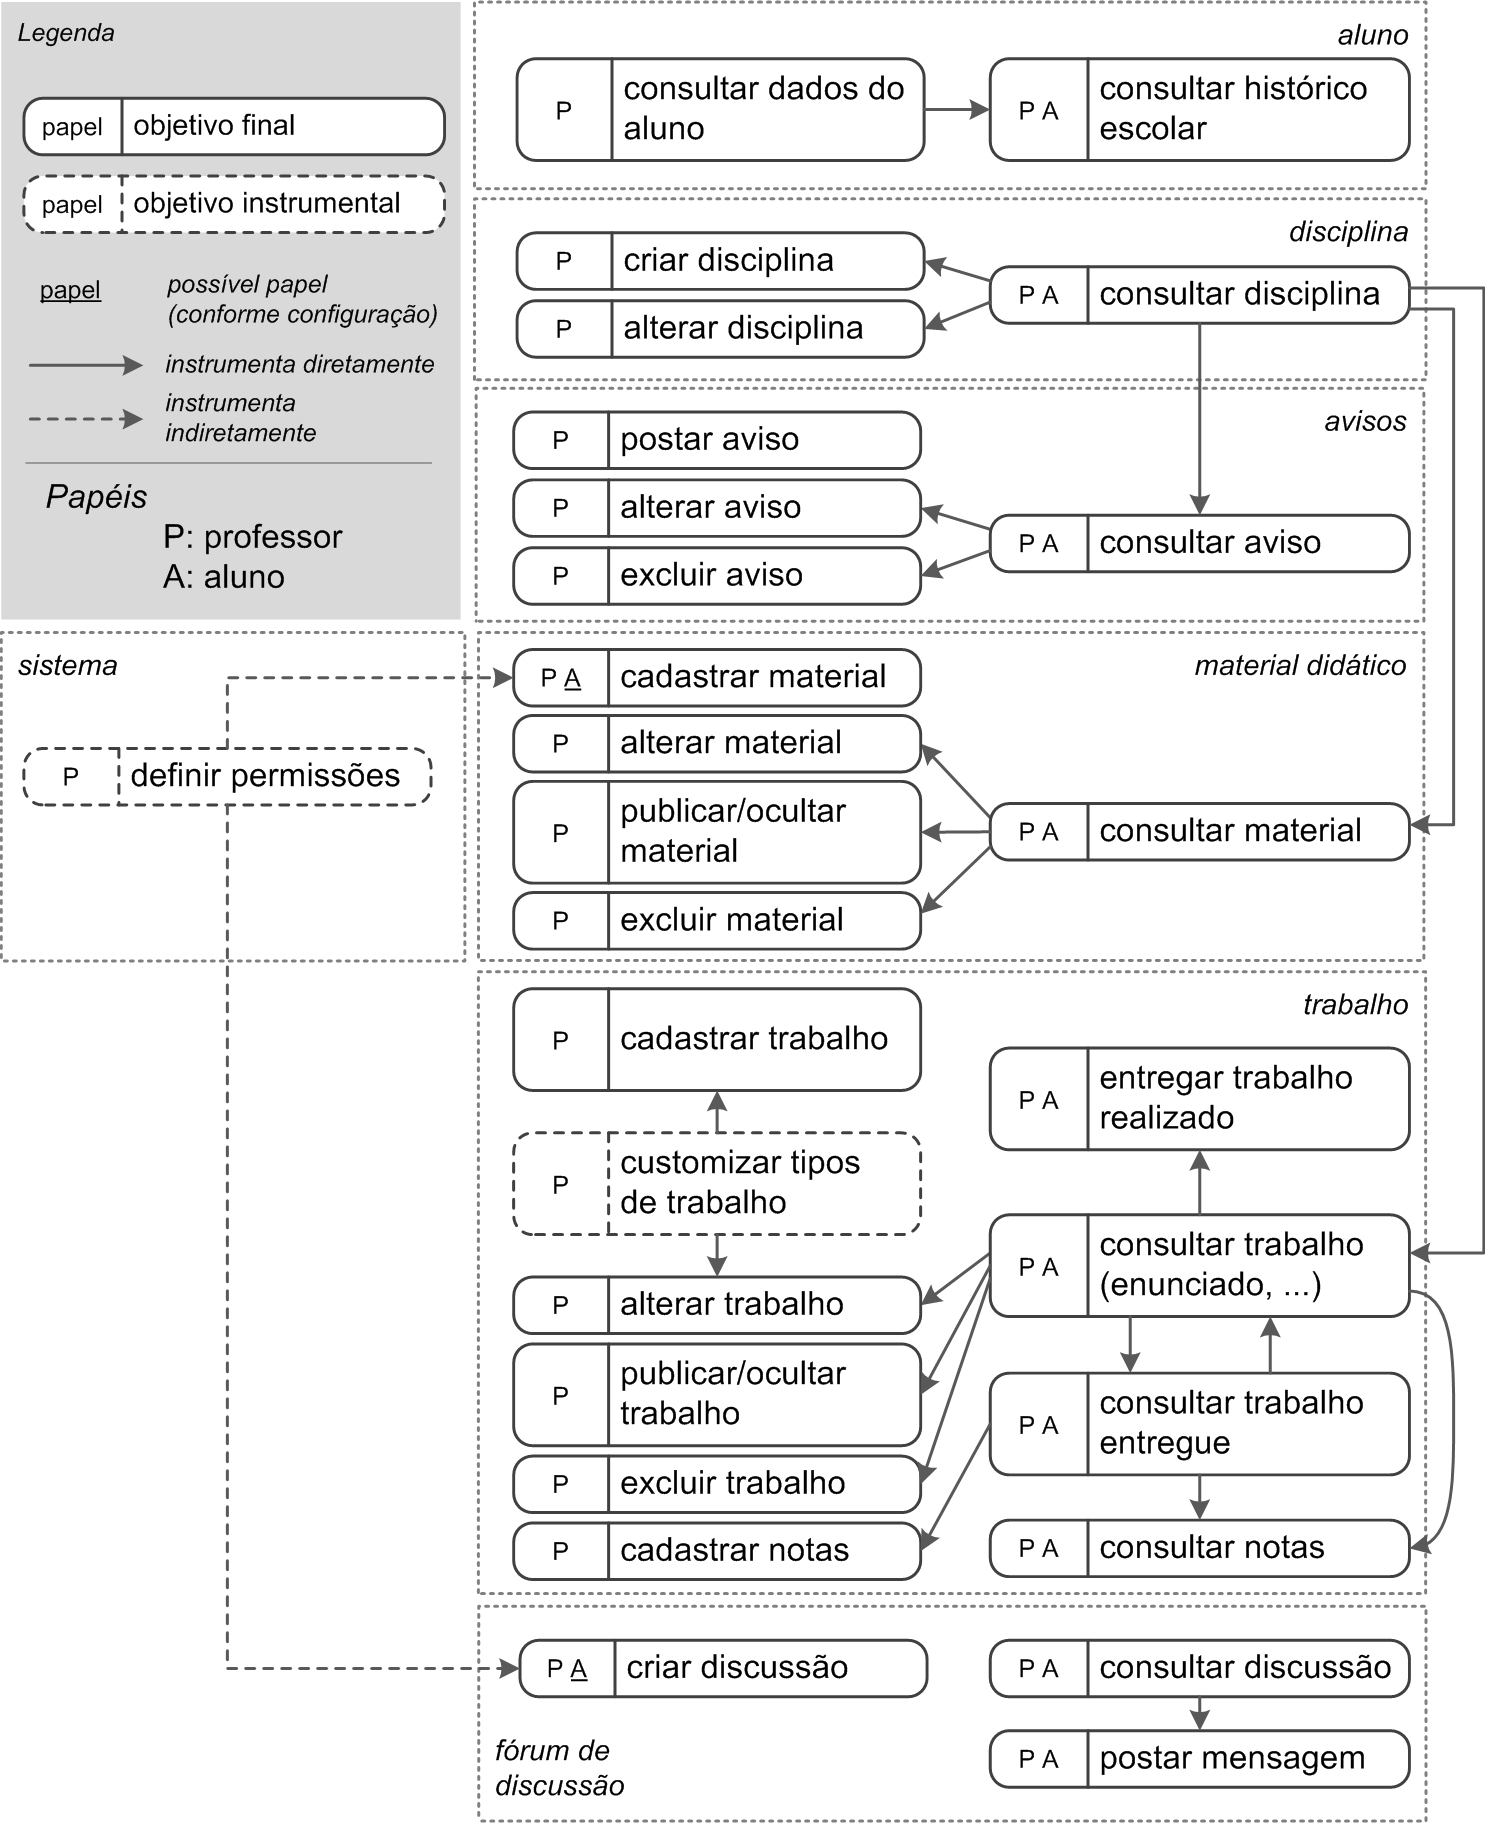 Legenda
papel objetivo final
papel objetivo instrumental
papel possível papel
(conforme configuração)
instrumenta diretamente
instrumenta
indiretamente
Papéis
P: professor
A: aluno
aluno
P consultar dados do
aluno
P A consultar histórico
escolar
disciplina
P criar disciplina
P alterar disciplina
P A consultar disciplina
avisos
P postar aviso
P alterar aviso
P excluir aviso
P A consultar aviso
sistema
P definir permissões
material didático
P A cadastrar material
P alterar material
P publicar/ocultar
material
P excluir material
P A consultar material
trabalho
P cadastrar trabalho
P customizar tipos
de trabalho
P alterar trabalho
P publicar/ocultar
trabalho
P excluir trabalho
P cadastrar notas
P A entregar trabalho
realizado
P A consultar trabalho
(enunciado, ...)
P A consultar trabalho
entregue
P A consultar notas
P A criar discussão
P A consultar discussão
P A postar mensagem
fórum de
discussão